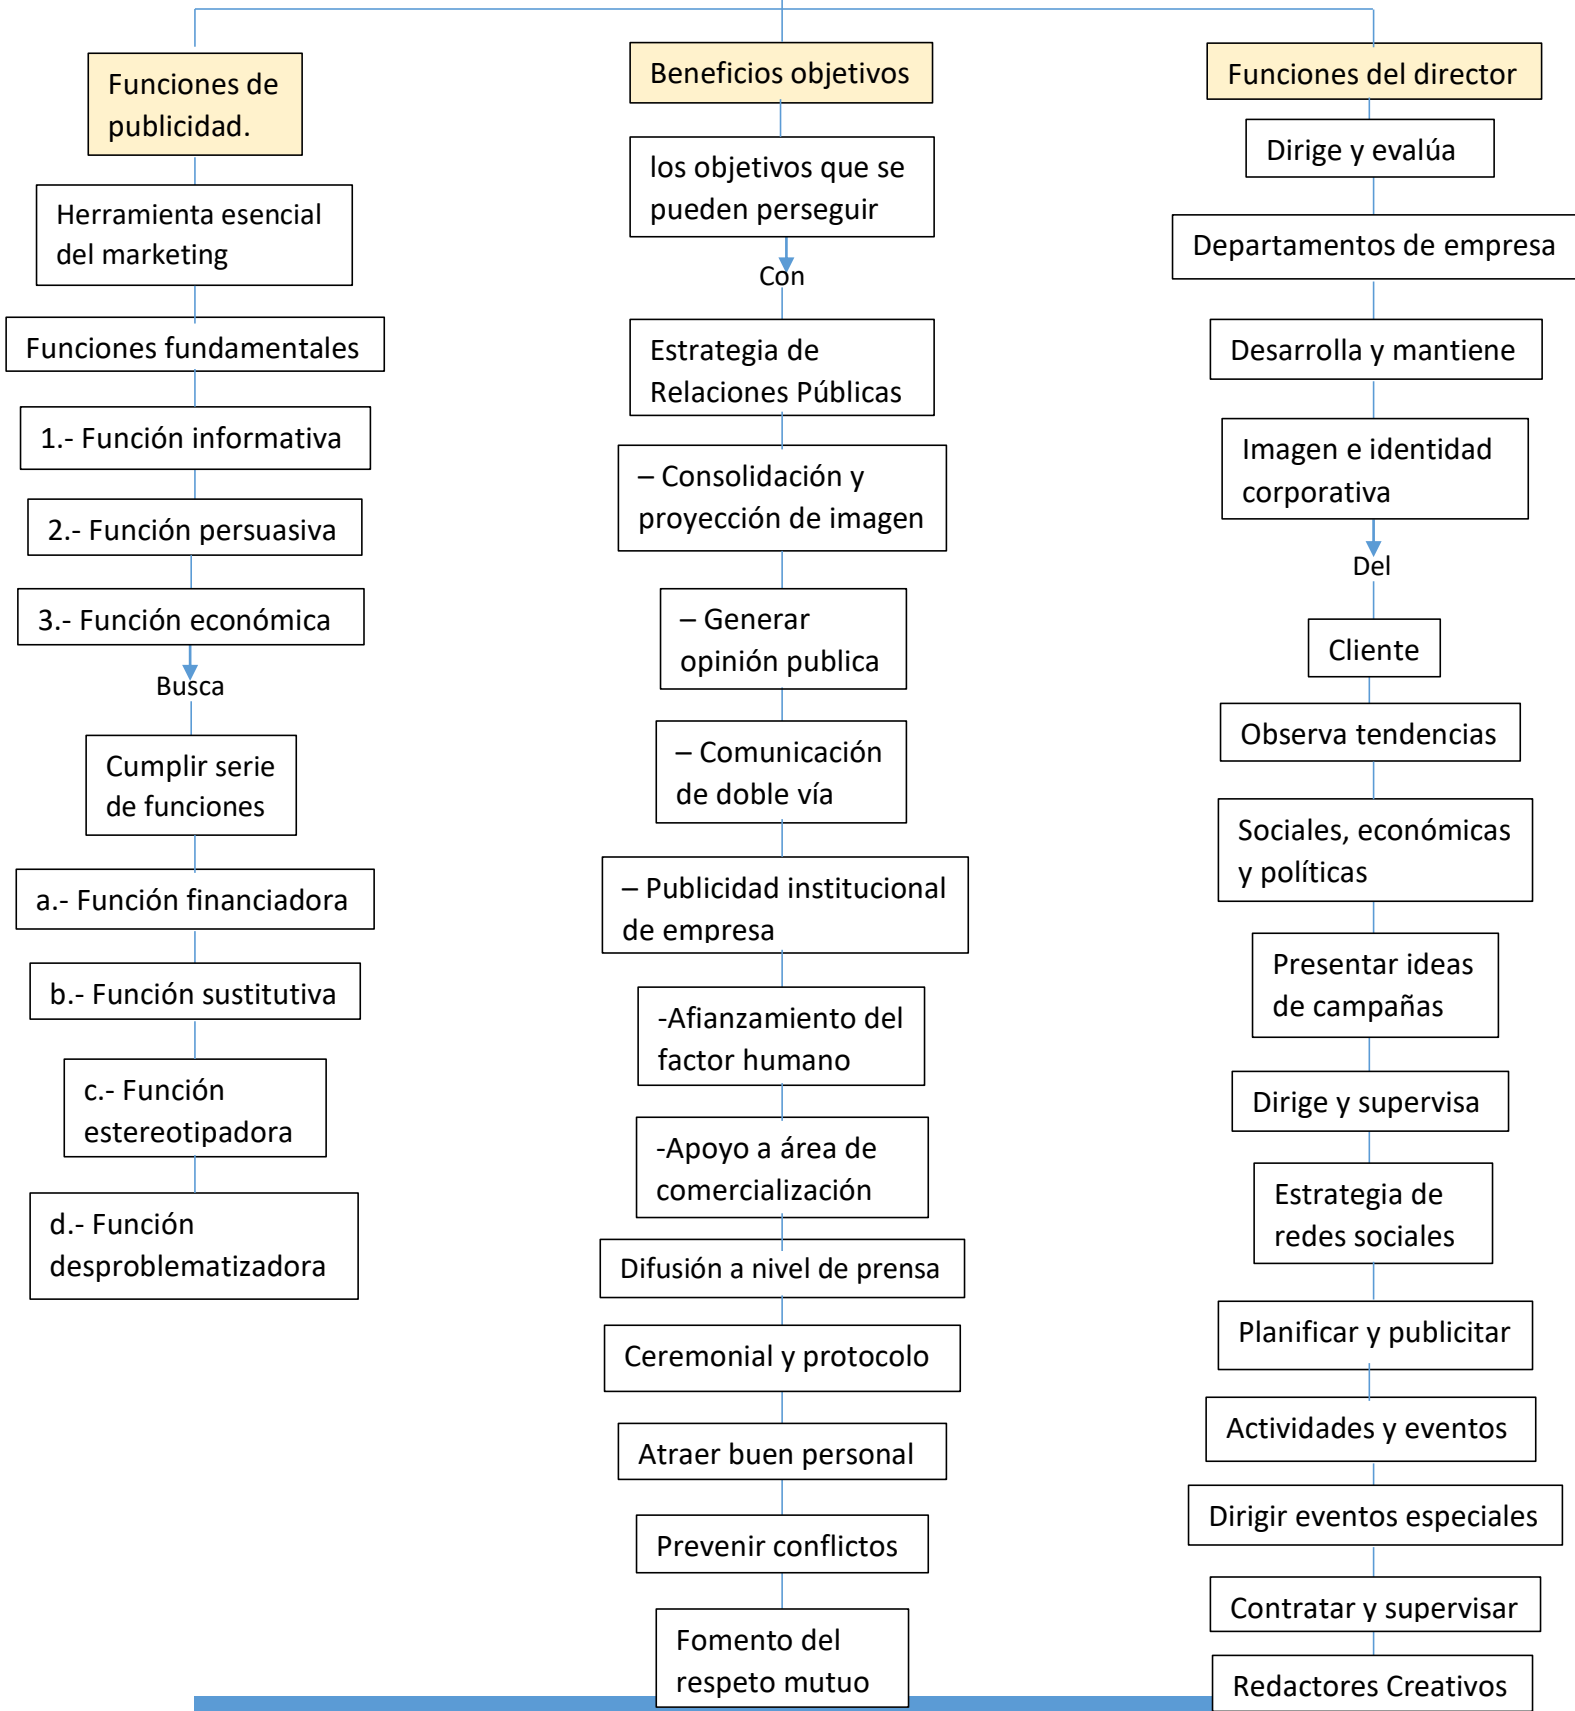 Funciones de
publicidad.
Herramienta esencial
del marketing
Funciones fundamentales
1.- Función informativa
2.- Función persuasiva
3.- Función económica
Busca
Cumplir serie
de funciones
a.- Función financiadora
b.- Función sustitutiva
c.- Función
estereotipadora
d.- Función
desproblematizadora
Beneficios objetivos
los objetivos que se
pueden perseguir
Con
Estrategia de
Relaciones Públicas
– Consolidación y
proyección de imagen
– Generar
opinión publica
– Comunicación
de doble vía
– Publicidad institucional
de empresa
-Afianzamiento del
factor humano
-Apoyo a área de
comercialización
Difusión a nivel de prensa
Ceremonial y protocolo
Atraer buen personal
Prevenir conflictos
Fomento del
respeto mutuo
Funciones del director
Dirige y evalúa
Departamentos de empresa
Desarrolla y mantiene
Imagen e identidad
corporativa
Del
Cliente
Observa tendencias
Sociales, económicas
y políticas
Presentar ideas
de campañas
Dirige y supervisa
Estrategia de
redes sociales
Planificar y publicitar
Actividades y eventos
Dirigir eventos especiales
Contratar y supervisar
Redactores Creativos